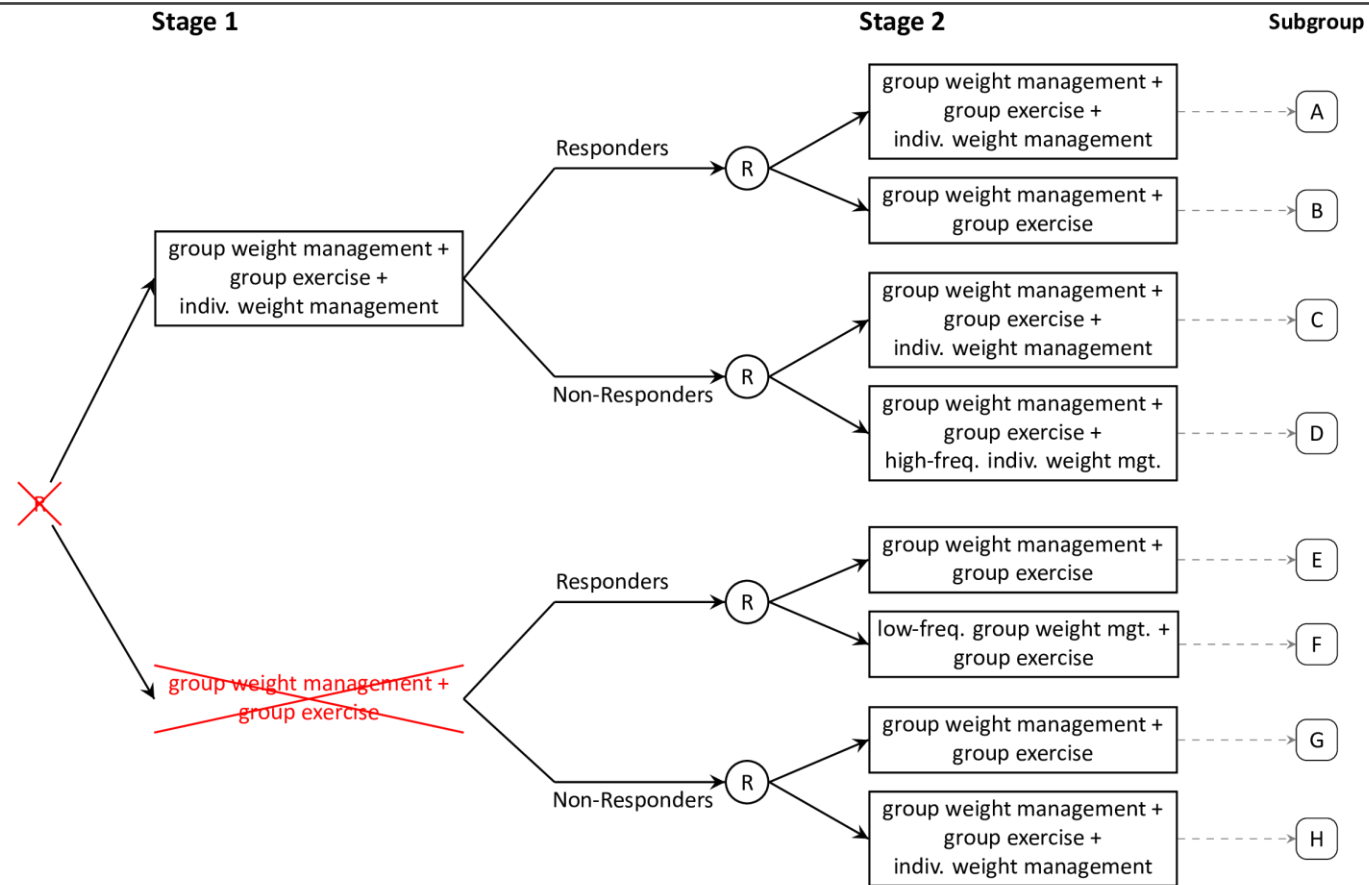 Stage 1
Stage 2
Subgroup
group weight management +
group exercise +
indiv. weight management
A
Responders
R
group weight management +
group exercise
B
group weight management +
group exercise +
indiv. weight management
group weight management +
group exercise +
indiv. weight management
C
R
Non-Responders
group weight management +
group exercise +
high-freq. indiv. weight mgt.
D
R
group weight management +
group exercise
E
Responders
R
low-freq. group weight mgt. +
group exercise
F
group weight management +
group exercise
group weight management +
group exercise
G
R
Non-Responders
group weight management +
group exercise +
indiv. weight management
H